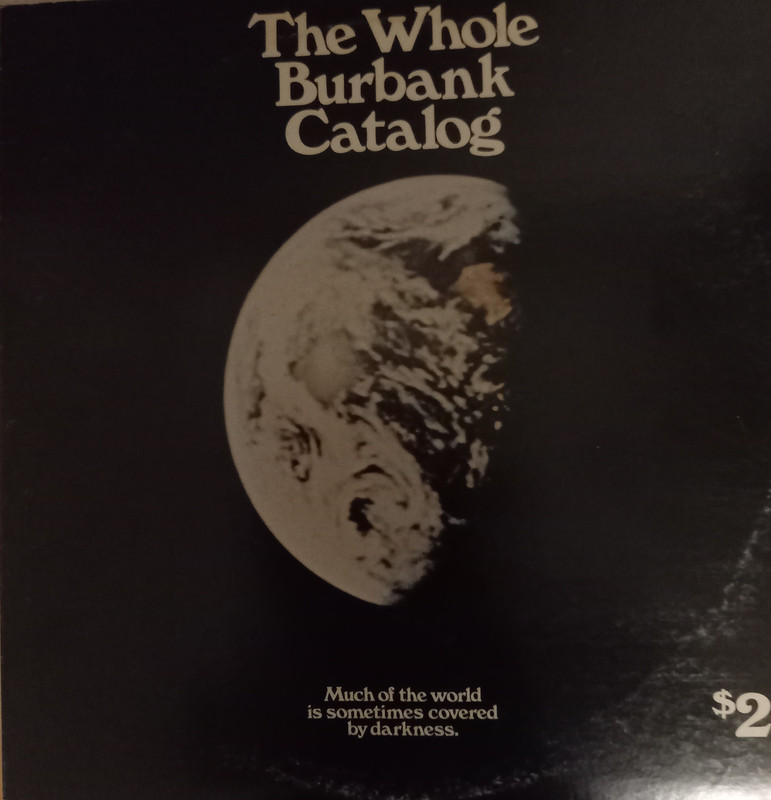 The Whole
Burbank
Catalog
Much of the world
is sometimes covered
by darkness.
$2